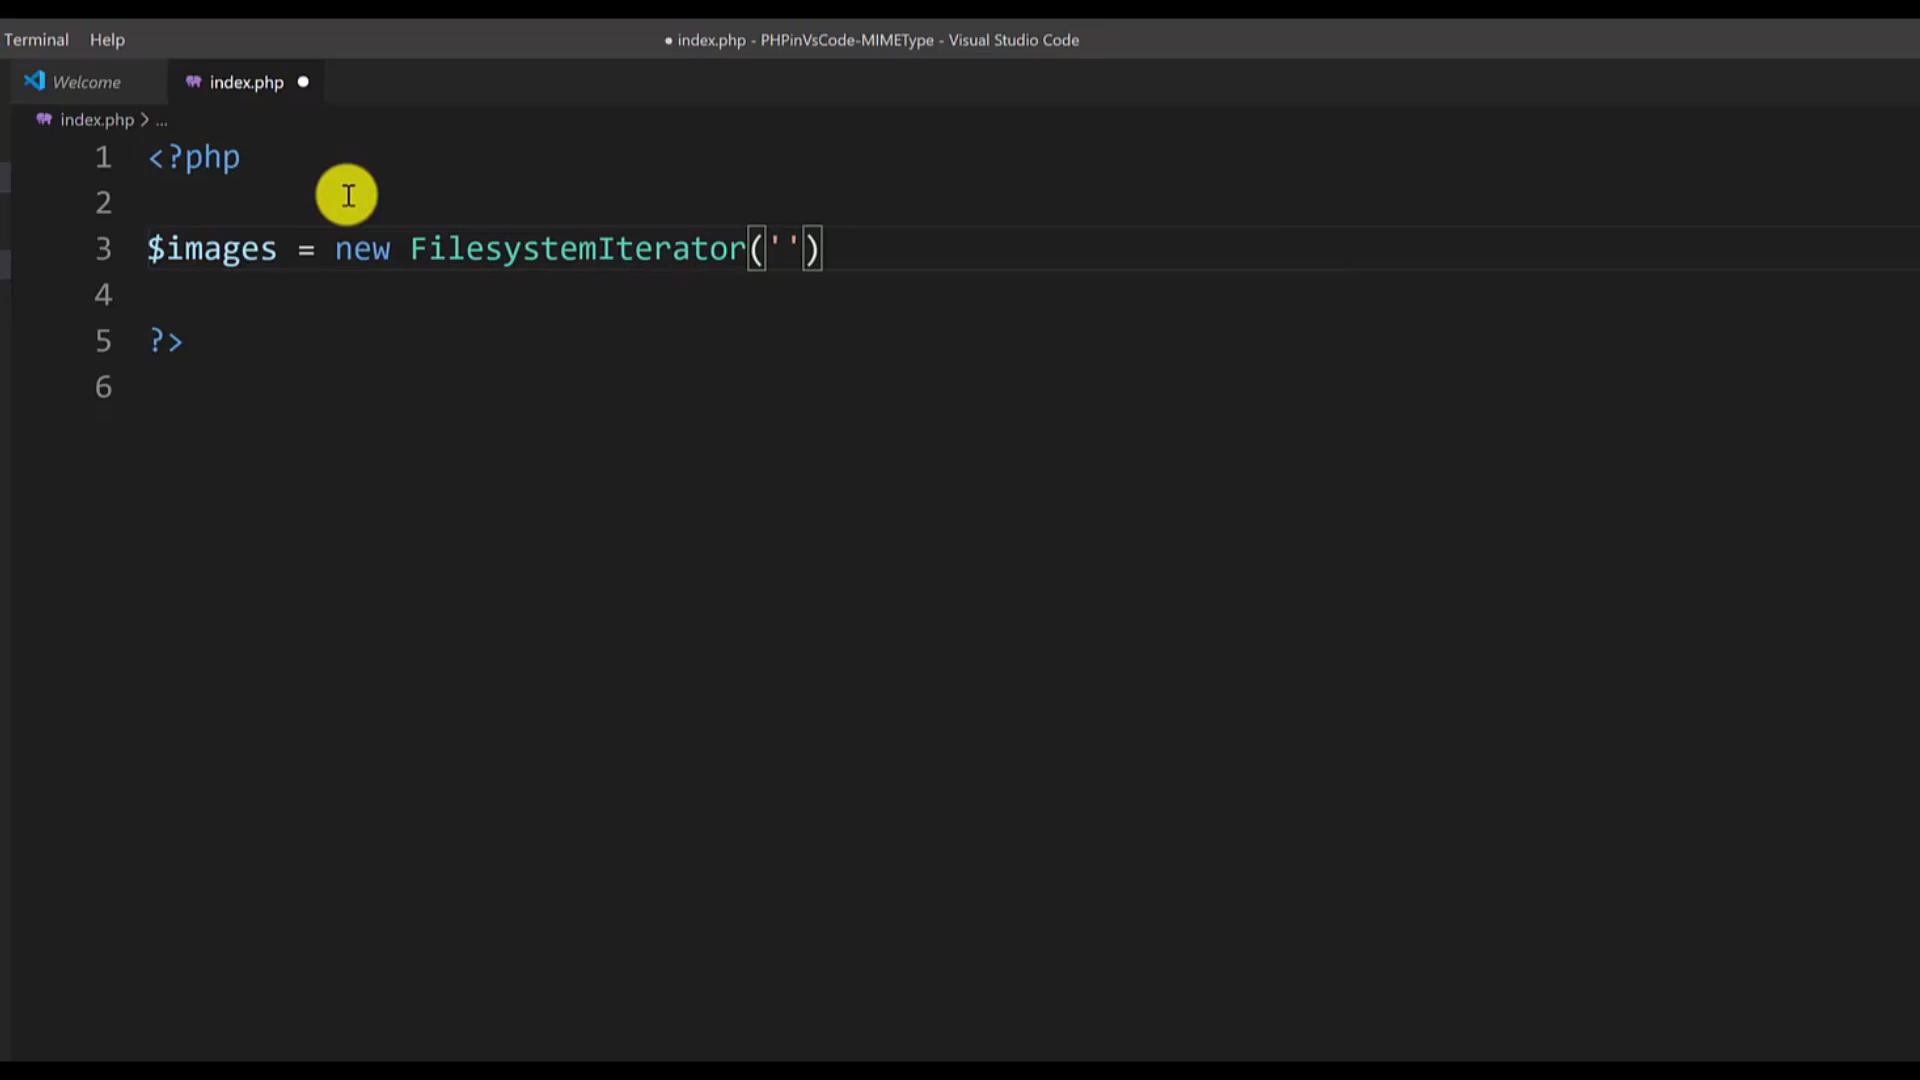 Terminal Help
● index.php - PHPinVsCode-MIMEType - Visual Studio Code
Welcome index.php ●
index.php > ...
1 <?php
2
3 $images = new FilesystemIterator('')
4
5 ?>
6